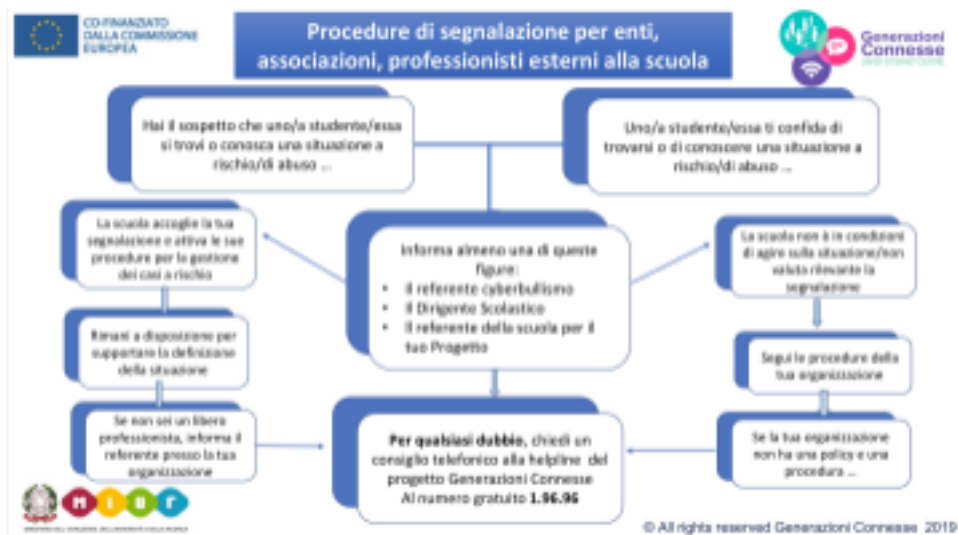 CO-FINANZIATO
DALLA COMMISSIONE
EUROPEA
Procedure di segnalazione per enti,
associazioni, professionisti esterni alla scuola
Generazioni
Connesse
Hai il sospetto che uno/a studente/essa
si trovi o conosca una situazione a
rischio/di abuso ...
Uno/a studente/essa ti confida di
trovarsi o di conoscere una situazione a
rischio/di abuso ...
La scuola accoglie la tua
segnalazione e attiva le sue
procedure per la gestione
dei casi a rischio
Informa almeno una di queste
figure:
• Il referente cyberbullismo
• Il Dirigente Scolastico
• Il referente della scuola per il
tuo Progetto
La scuola non è in condizioni
di agire sulla situazione/non
valuta rilevante la
segnalazione
Rimani a disposizione per
supportare la definizione
della situazione
Segui le procedure della
tua organizzazione
Se non sei un libero
professionista, informa il
referente presso la tua
organizzazione
Per qualsiasi dubbio, chiedi un
consiglio telefonico alla helpline del
progetto Generazioni Connesse
Al numero gratuito 1.96.96
Se la tua organizzazione
non ha una policy e una
procedura ...
miur
© All rights reserved Generazioni Connesse 2019